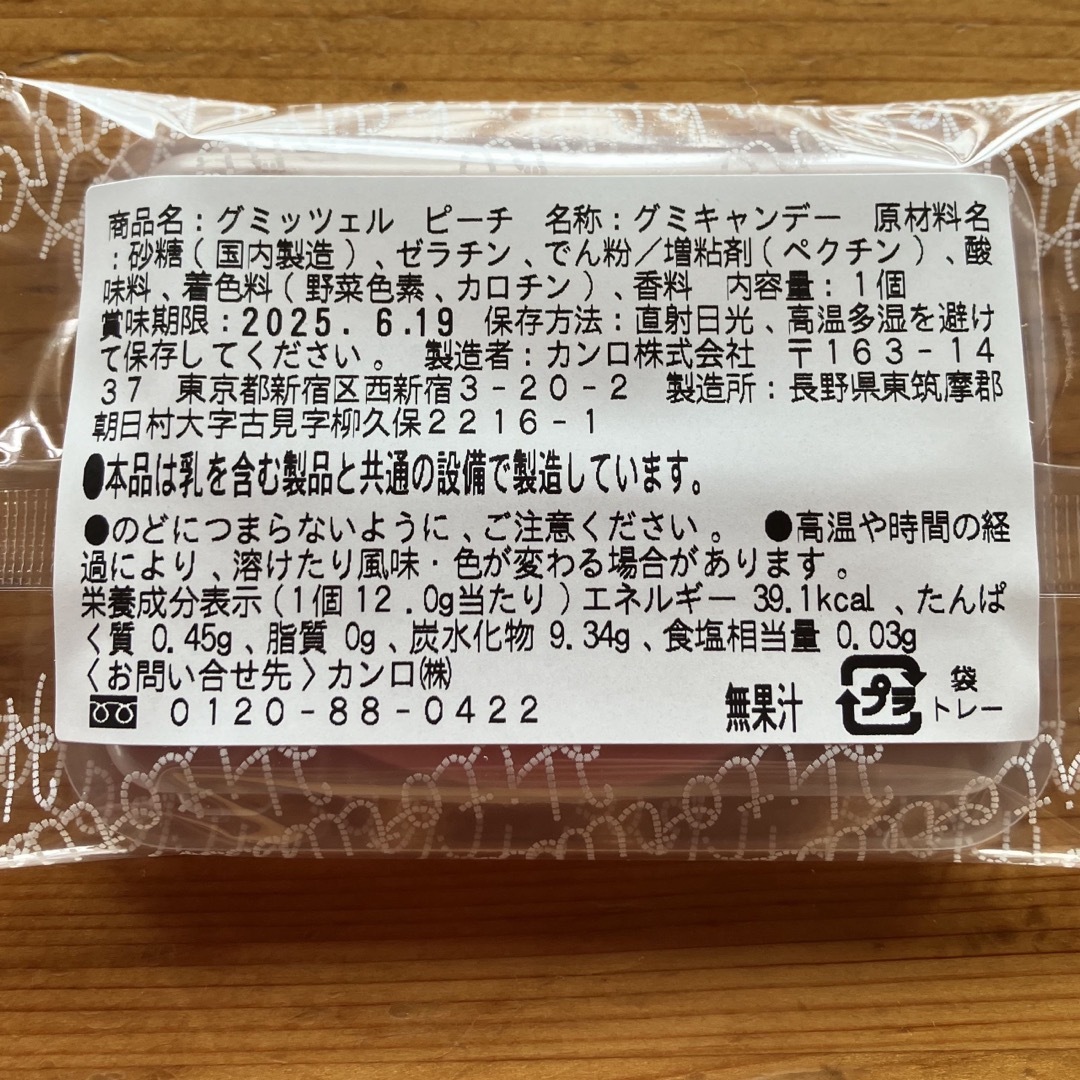 商品名：グミッツェル　ピーチ　名称：グミキャンデー　原材料名
：砂糖（国内製造）、ゼラチン、でん粉／増粘剤（ペクチン）、酸
味料、着色料（野菜色素、カロチン）、香料　内容量：１個
賞味期限：2025. 6.19　保存方法：直射日光、高温多湿を避け
て保存してください。　製造者：カンロ株式会社　〒１６３－１４
３７　東京都新宿区西新宿３－２０－２　製造所：長野県東筑摩郡
朝日村大字古見字柳久保２２１６－１
●本品は乳を含む製品と共通の設備で製造しています。
●のどにつまらないように、ご注意ください。　●高温や時間の経
過により、溶けたり風味・色が変わる場合があります。
栄養成分表示（１個１２．０g当たり）エネルギー 39.1kcal、たんぱ
く質 0.45g、脂質 0g、炭水化物 9.34g、食塩相当量 0.03g
〈お問い合せ先〉カンロ㈱
０１２０－８８－０４２２　無果汁　プラ　袋
トレー